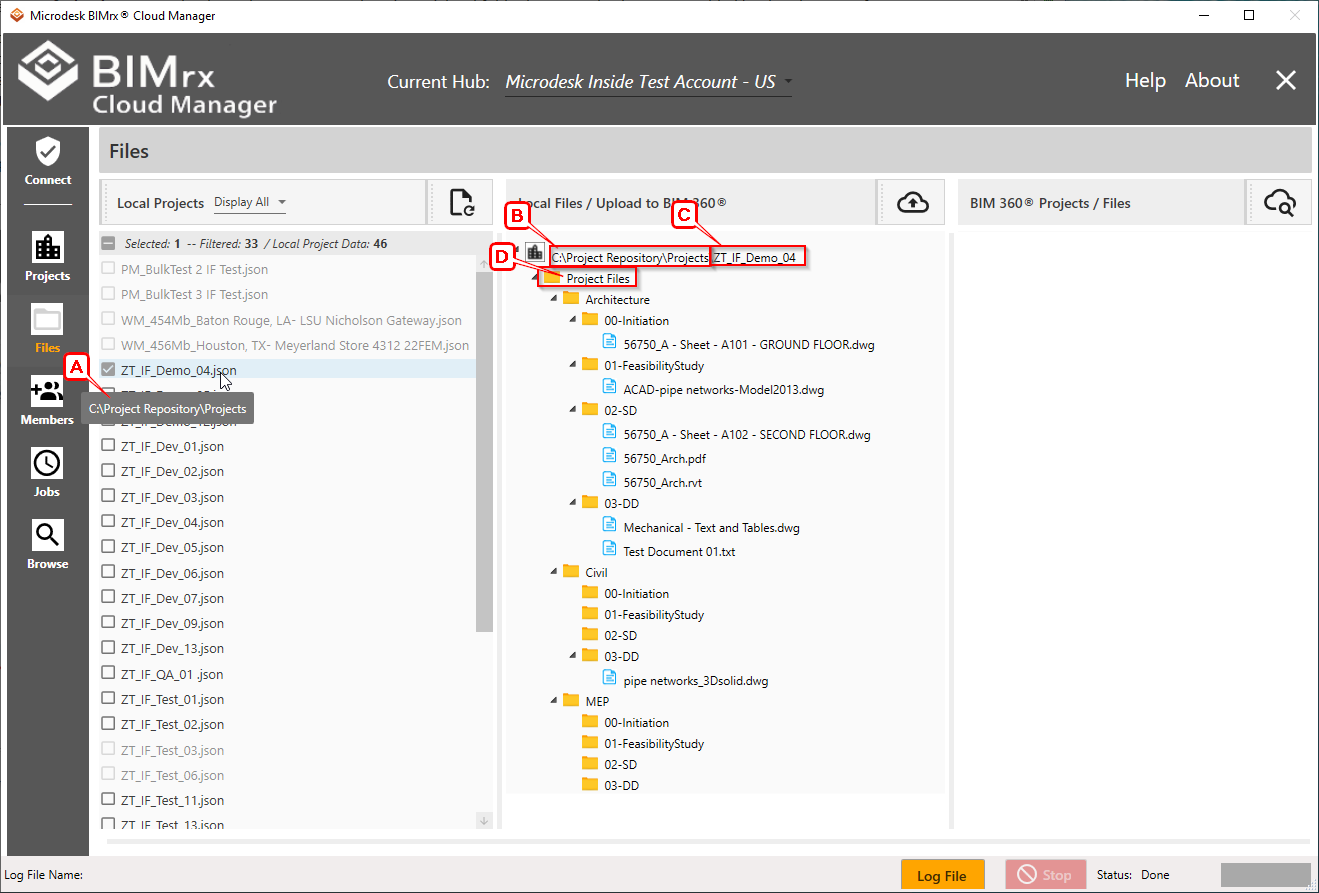 Microdesk BIMrx® Cloud Manager
BIMrx
Cloud Manager
Current Hub: Microdesk Inside Test Account - US
Help About
Connect
Projects
Files
Members
Jobs
Browse
Files
Local Projects Display All
Selected: 1 -- Filtered: 33 / Local Project Data: 46
PM_BulkTest 2 IF Test.json
PM_BulkTest 3 IF Test.json
WM_454Mb_Baton Rouge, LA- LSU Nicholson Gateway.json
WM_456Mb_Houston, TX- Meyerland Store 4312 22FEM.json
ZT_IF_Demo_04.json
A
C:\Project Repository\Projects
ZT_IF_Dev_01.json
ZT_IF_Dev_02.json
ZT_IF_Dev_03.json
ZT_IF_Dev_04.json
ZT_IF_Dev_05.json
ZT_IF_Dev_06.json
ZT_IF_Dev_07.json
ZT_IF_Dev_09.json
ZT_IF_Dev_13.json
ZT_IF_QA_01 .json
ZT_IF_Test_01.json
ZT_IF_Test_02.json
ZT_IF_Test_03.json
ZT_IF_Test_06.json
ZT_IF_Test_11.json
ZT_IF_Test_13.json
Local Files / Upload to BIM 360®
B
C
D
C:\Project Repository\Projects\ZT_IF_Demo_04
Project Files
Architecture
00-Initiation
56750_A - Sheet - A101 - GROUND FLOOR.dwg
01-FeasibilityStudy
ACAD-pipe networks-Model2013.dwg
02-SD
56750_A - Sheet - A102 - SECOND FLOOR.dwg
56750_Arch.pdf
56750_Arch.rvt
03-DD
Mechanical - Text and Tables.dwg
Test Document 01.txt
Civil
00-Initiation
01-FeasibilityStudy
02-SD
03-DD
pipe networks_3Dsolid.dwg
MEP
00-Initiation
01-FeasibilityStudy
02-SD
03-DD
BIM 360® Projects / Files
Log File Name:
Log File
Stop
Status: Done